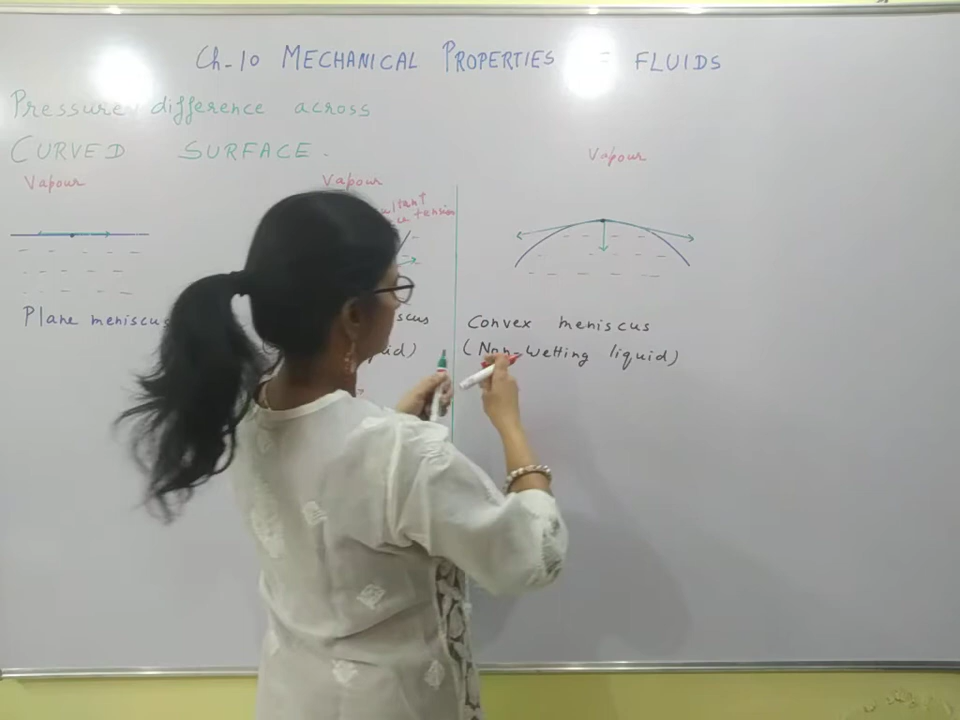 Ch-10 MECHANICAL PROPERTIES = FLUIDS
Pressure difference across
CURVED SURFACE.
Vapour
Plane meniscus
Vapour
tension
Vapour
Convex meniscus
(Non-Wetting liquid)